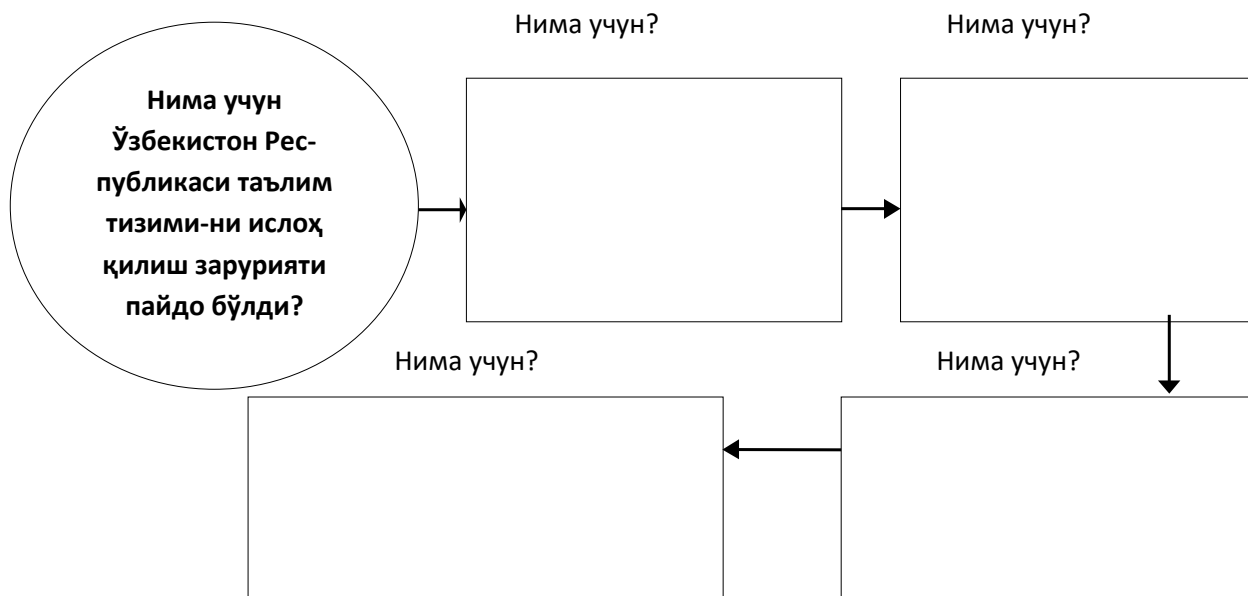 Нима учун?
Нима учун?
Нима учун
Ўзбекистон Рес-
публикаси таълим
тизими-ни ислоҳ
қилиш зарурияти
пайдо бўлди?
Нима учун?
Нима учун?